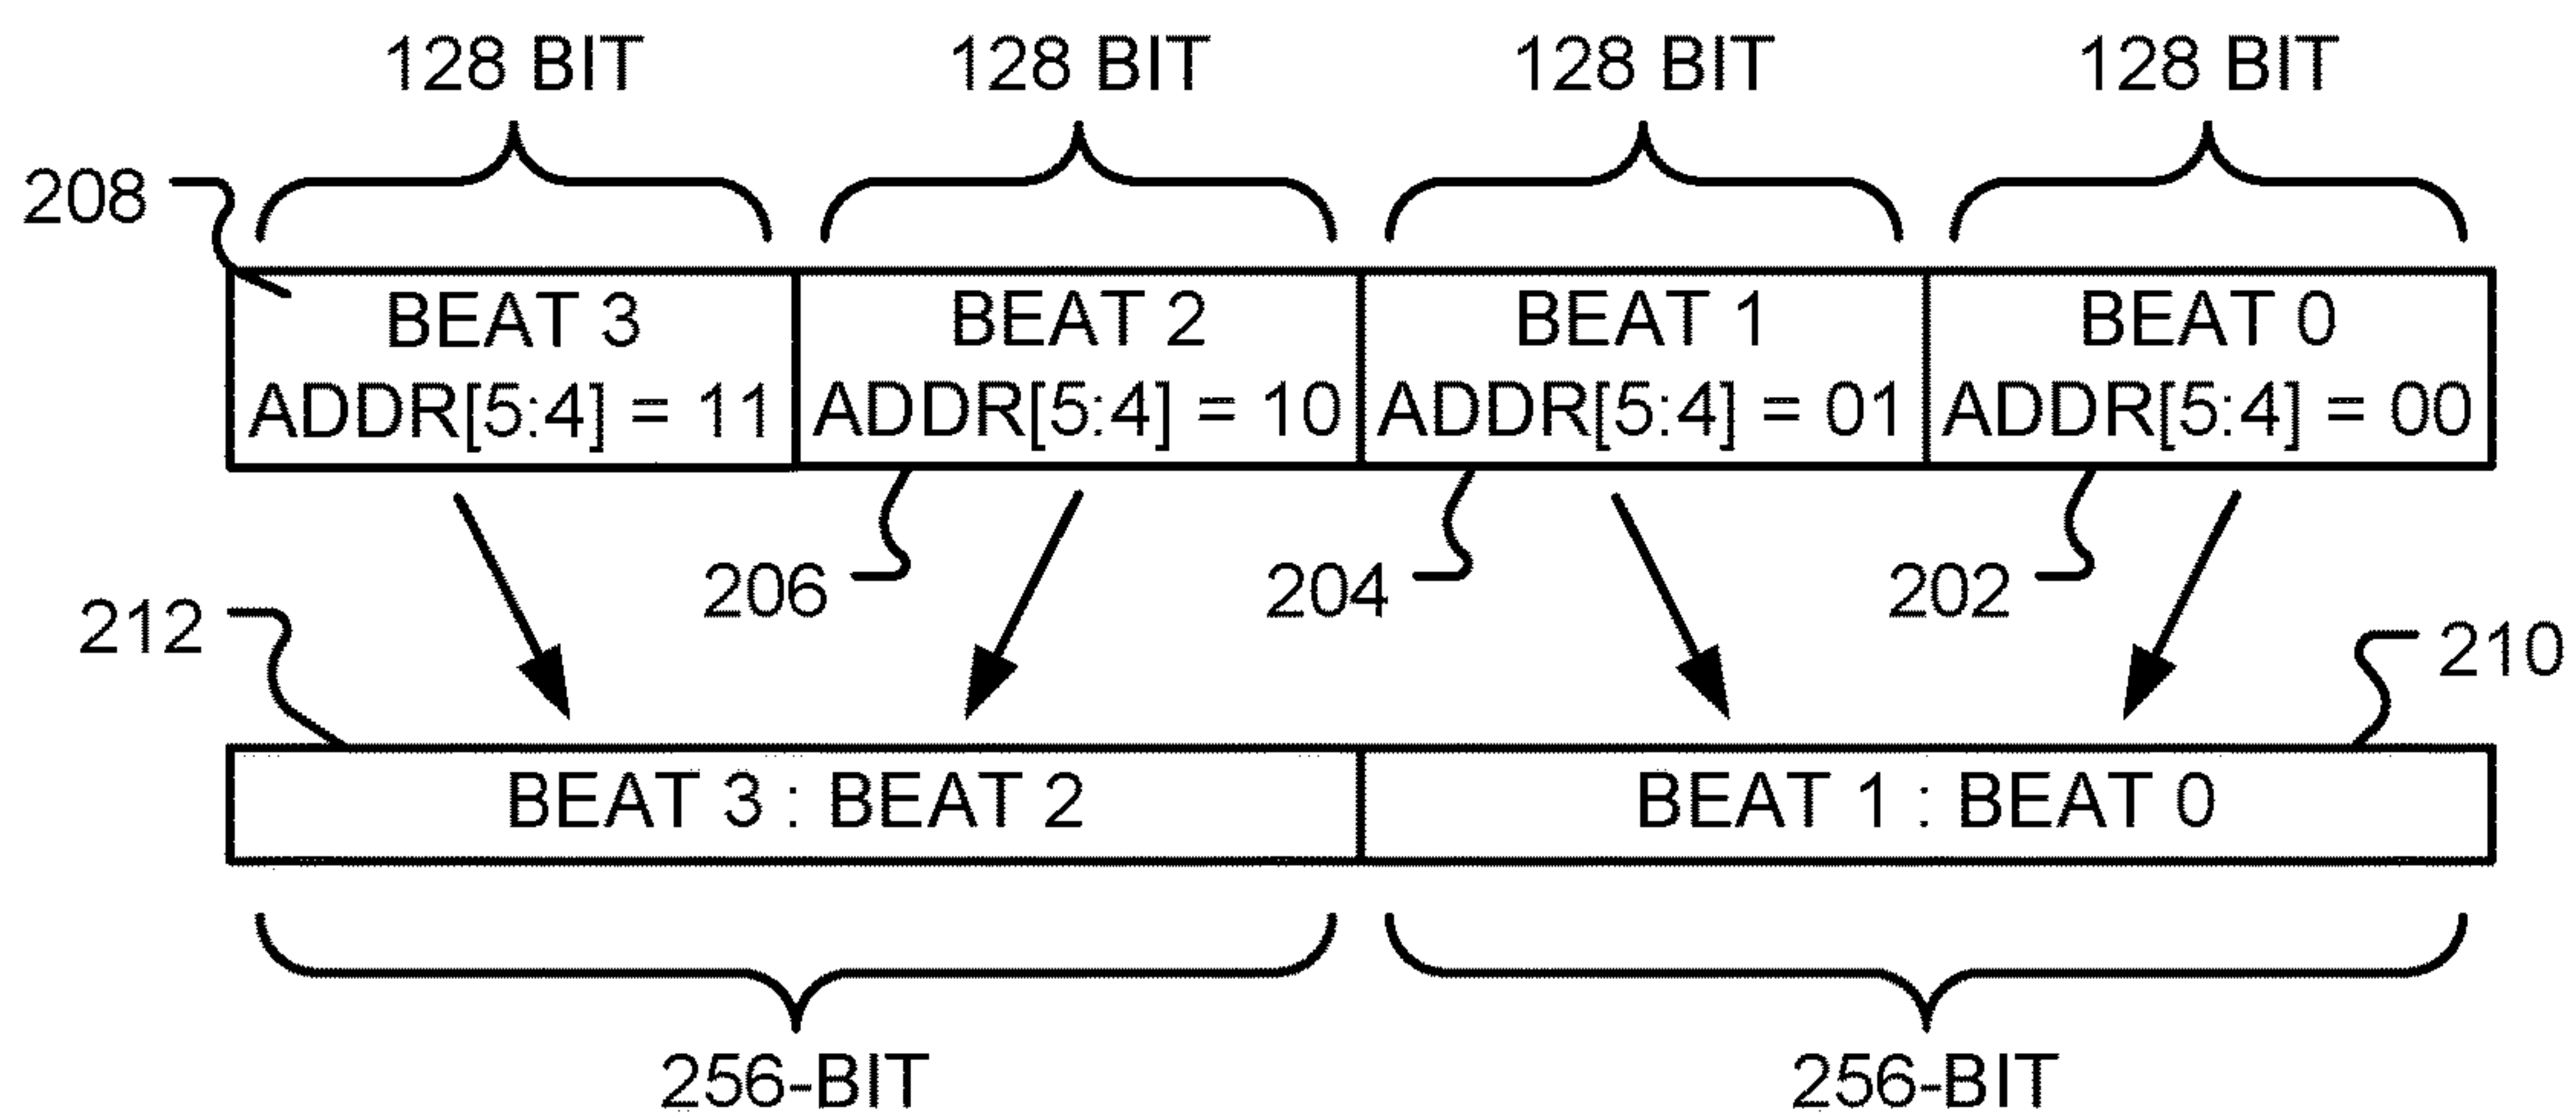 128 BIT 128 BIT 128 BIT 128 BIT
208
BEAT 3 BEAT 2 BEAT 1 BEAT 0
ADDR[5:4] = 11 ADDR[5:4] = 10 ADDR[5:4] = 01 ADDR[5:4] = 00
206 204 202
212 210
BEAT 3 : BEAT 2 BEAT 1 : BEAT 0
256-BIT 256-BIT